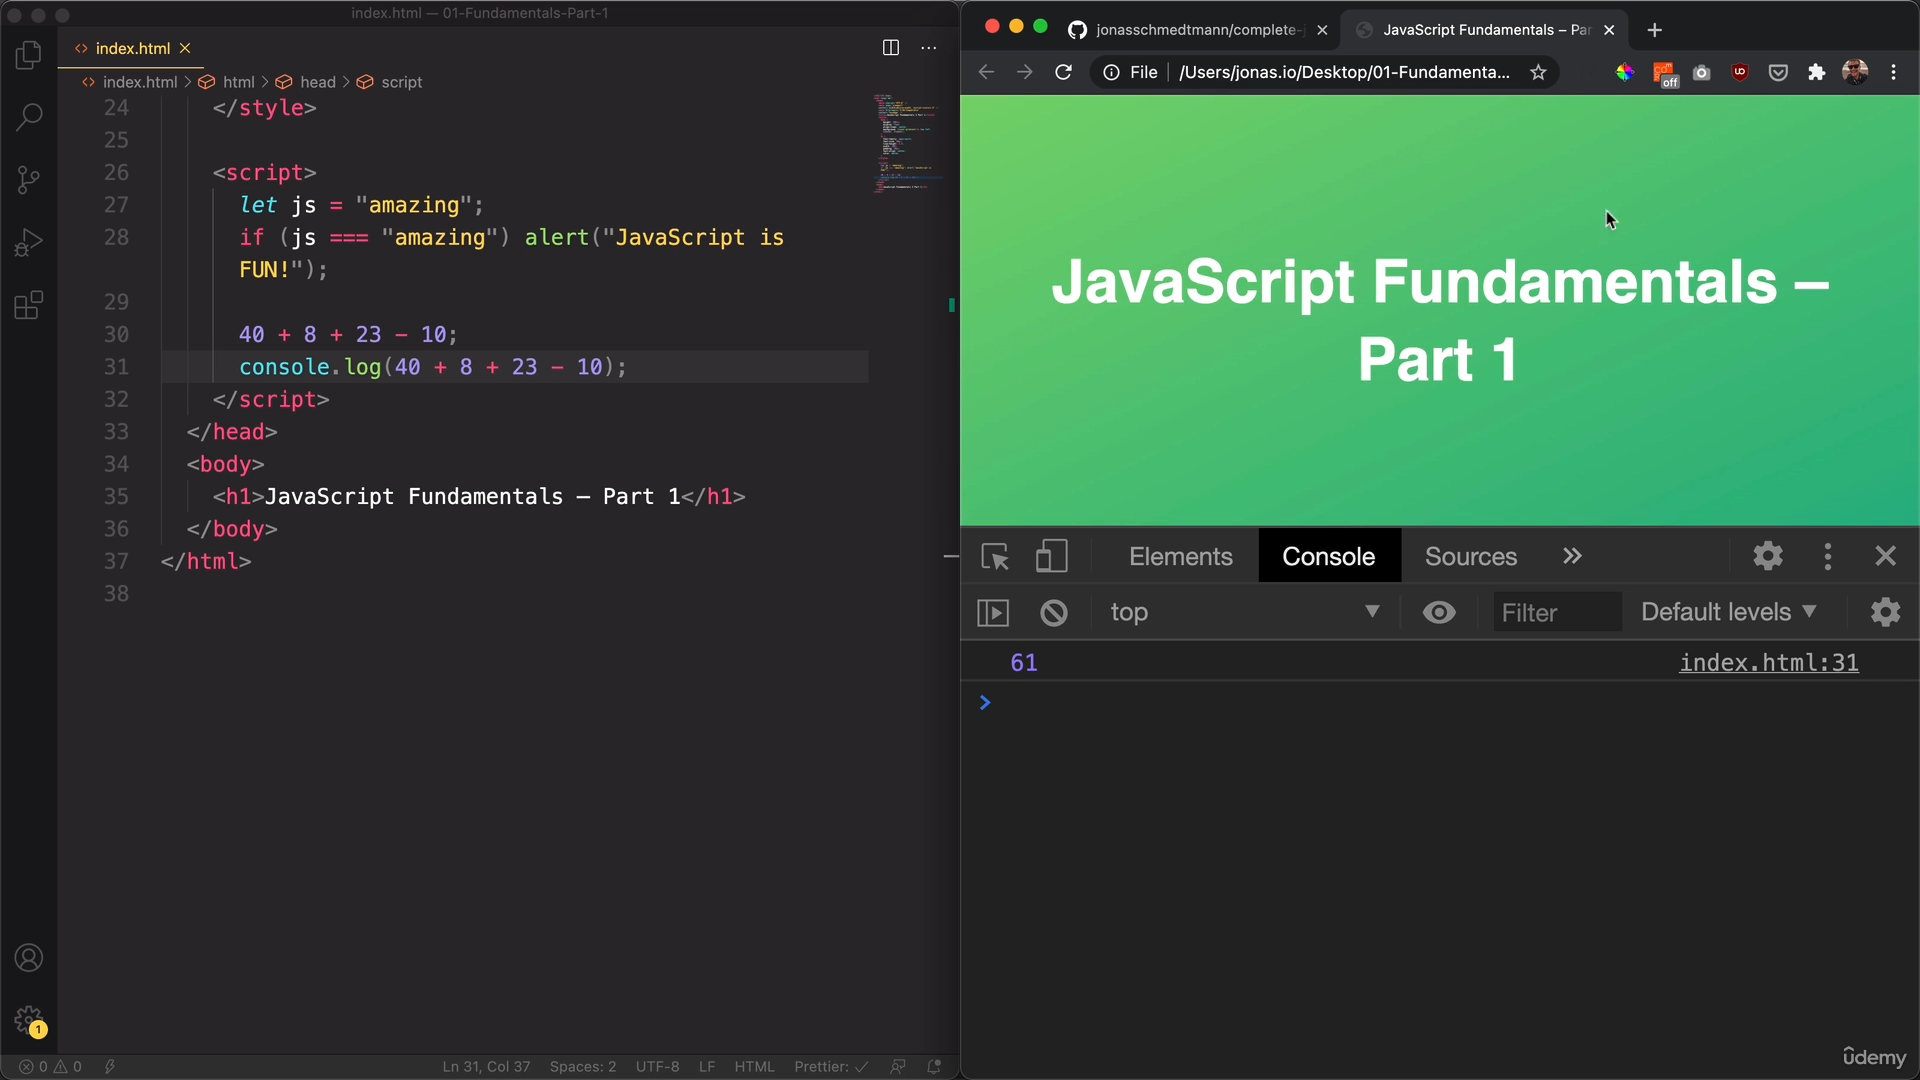 index.html — 01-Fundamentals-Part-1
index.html
index.html > html > head > script
24 </style>
25
26 <script>
27 let js = "amazing";
28 if (js === "amazing") alert("JavaScript is
FUN!");
29
30 40 + 8 + 23 - 10;
31 console.log(40 + 8 + 23 - 10);
32 </script>
33 </head>
34 <body>
35 <h1>JavaScript Fundamentals – Part 1</h1>
36 </body>
37 </html>
38
1
0 0
Ln 31, Col 37 Spaces: 2 UTF-8 LF HTML Prettier: ✓
jonasschmedtmann/complete-j
JavaScript Fundamentals – Par
File /Users/jonas.io/Desktop/01-Fundamenta...
off
JavaScript Fundamentals –
Part 1
Elements Console Sources »
top Filter Default levels ▼
61 index.html:31
>
ûdemy